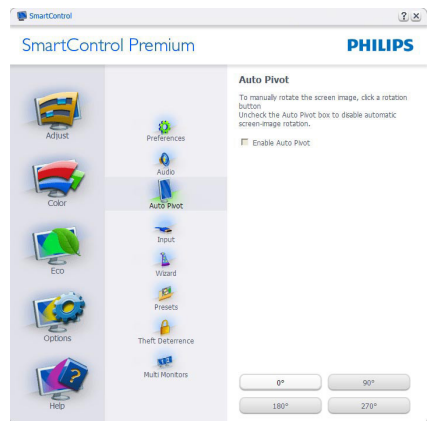 SmartControl
? x
SmartControl Premium
PHILIPS
Adjust
Color
Eco
Options
Help
Preferences
Audio
Auto Pivot
Input
Wizard
Presets
Theft Deterrence
Multi Monitors
Auto Pivot
To manually rotate the screen image, click a rotation
button
Uncheck the Auto Pivot box to disable automatic
screen-image rotation.
Enable Auto Pivot
0°
90°
180°
270°